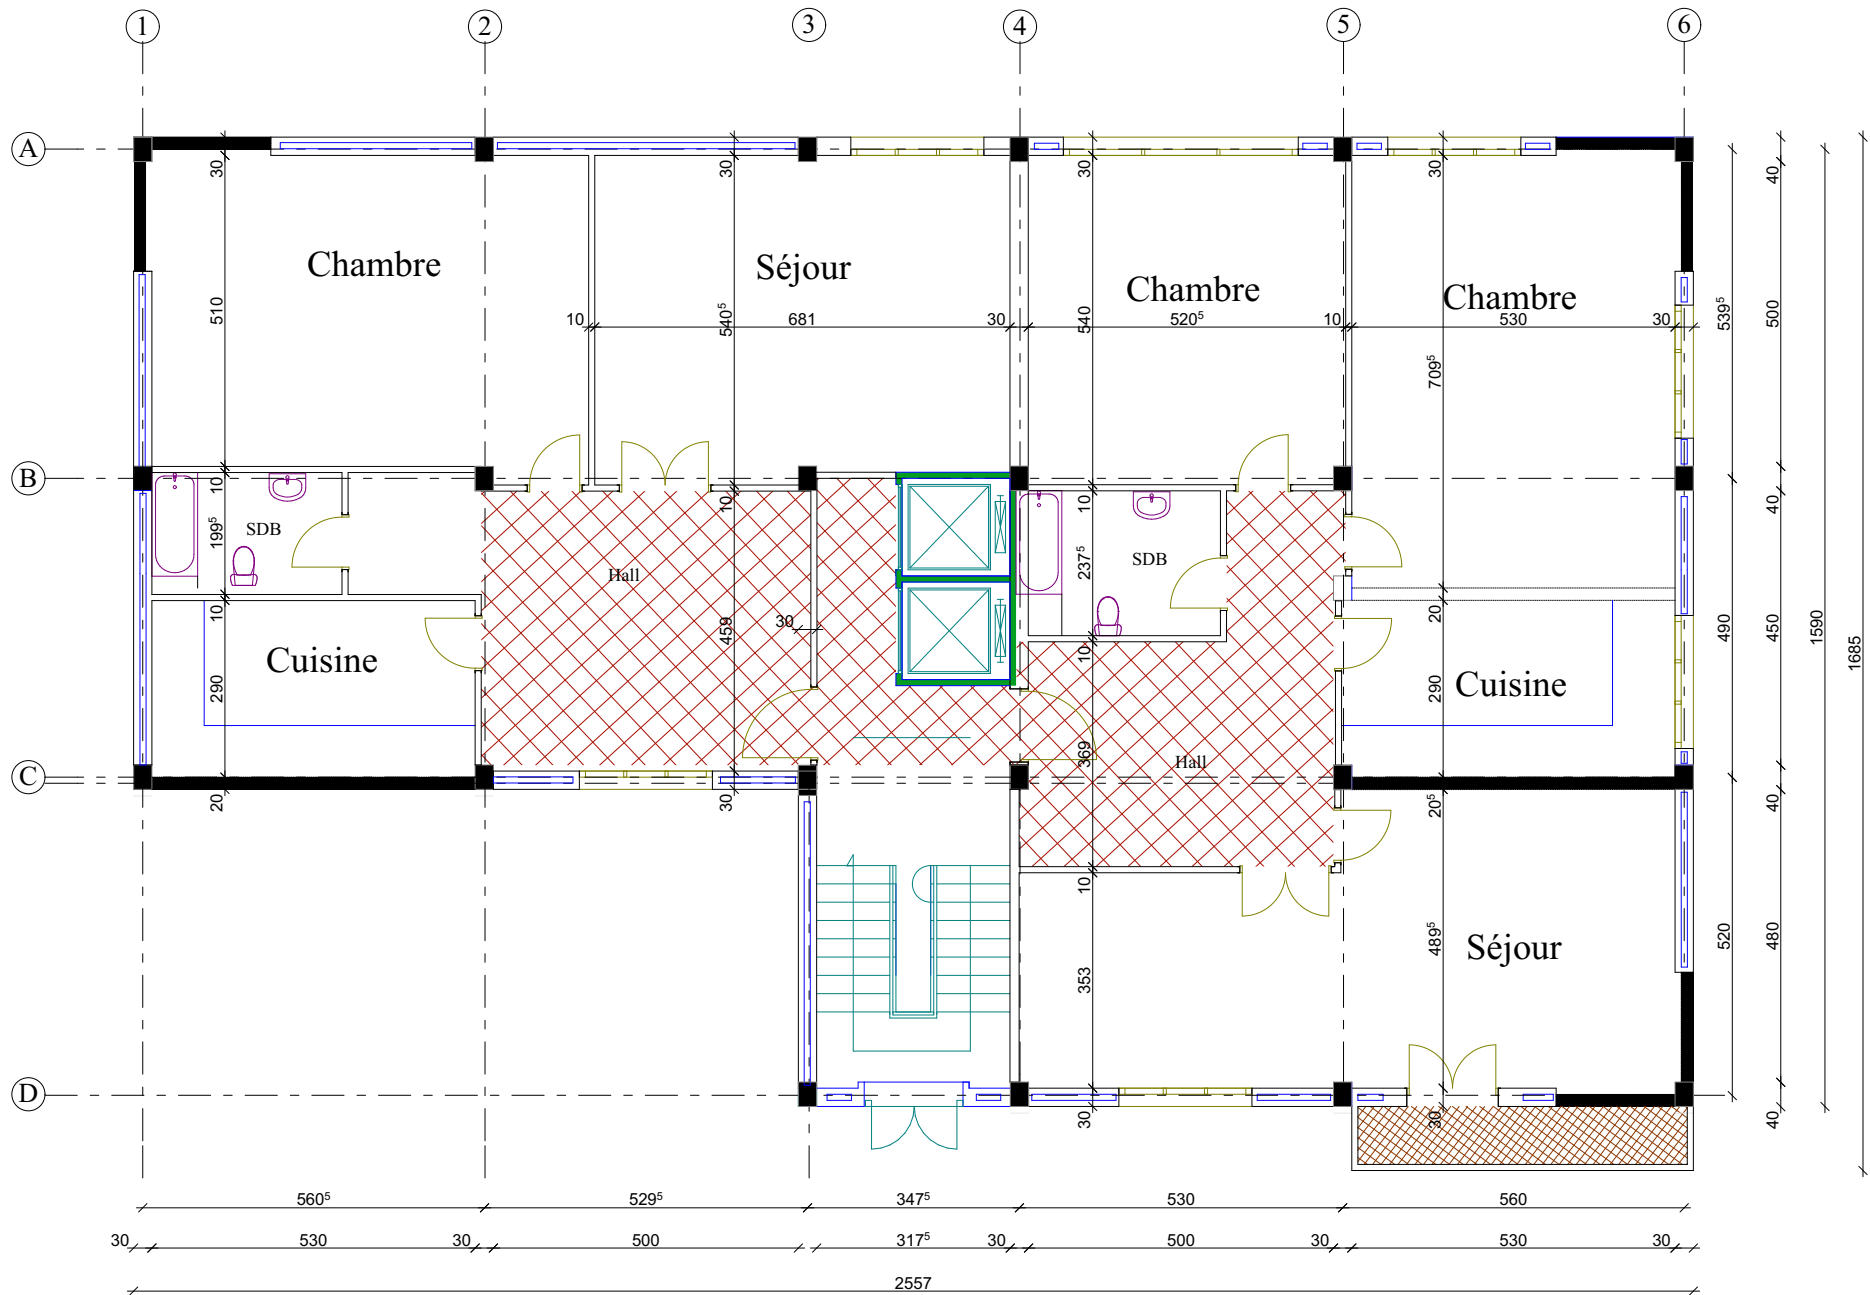 1 2 3 4 5 6
A
30 30 30 30 40
Chambre Séjour Chambre Chambre
510 540⁵ 540 709⁵ 539⁵ 500
10 681 30 520⁵ 10 530 30
B
10 10 10 40
199⁵ SDB 237⁵ SDB
Hall
10 459 30 10 20 490 450 1590 1685
Cuisine Cuisine
290 290
369 Hall
C
20 30 20⁵ 40
10
353 489⁵ Séjour 520 480
D
30 30 40
560⁵ 529⁵ 347⁵ 530 560
30 530 30 500 317⁵ 30 500 30 530 30
2557